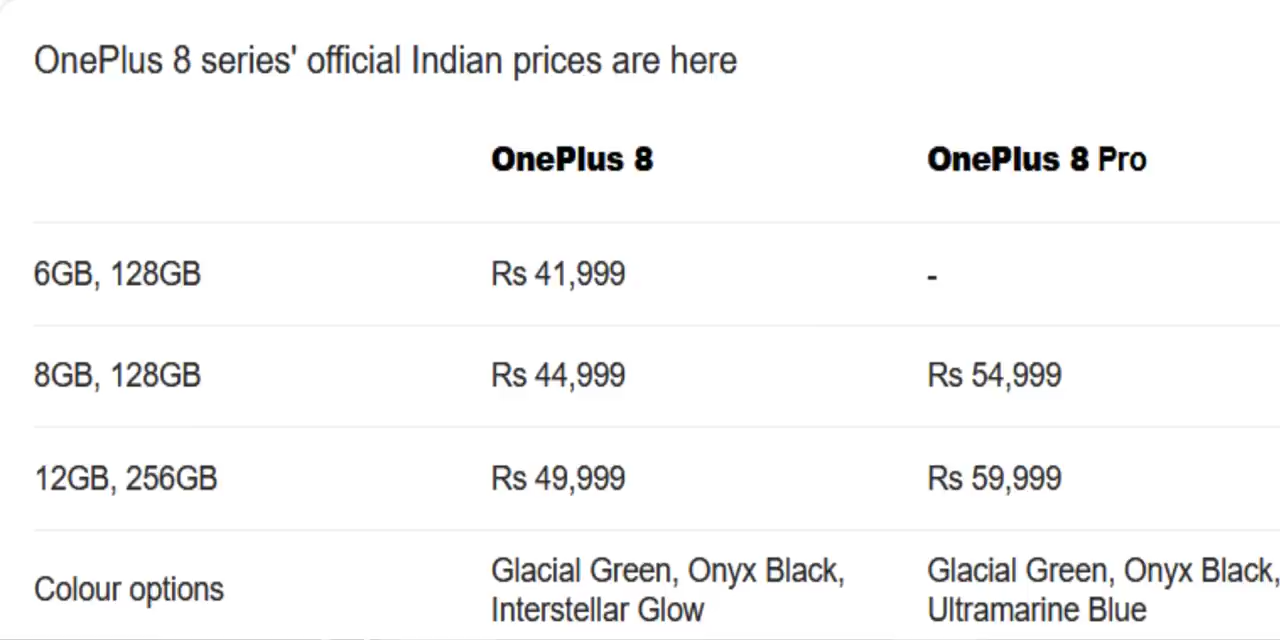 OnePlus 8 series' official Indian prices are here
OnePlus 8 OnePlus 8 Pro
6GB, 128GB Rs 41,999 -
8GB, 128GB Rs 44,999 Rs 54,999
12GB, 256GB Rs 49,999 Rs 59,999
Colour options Glacial Green, Onyx Black, Interstellar Glow Glacial Green, Onyx Black, Ultramarine Blue